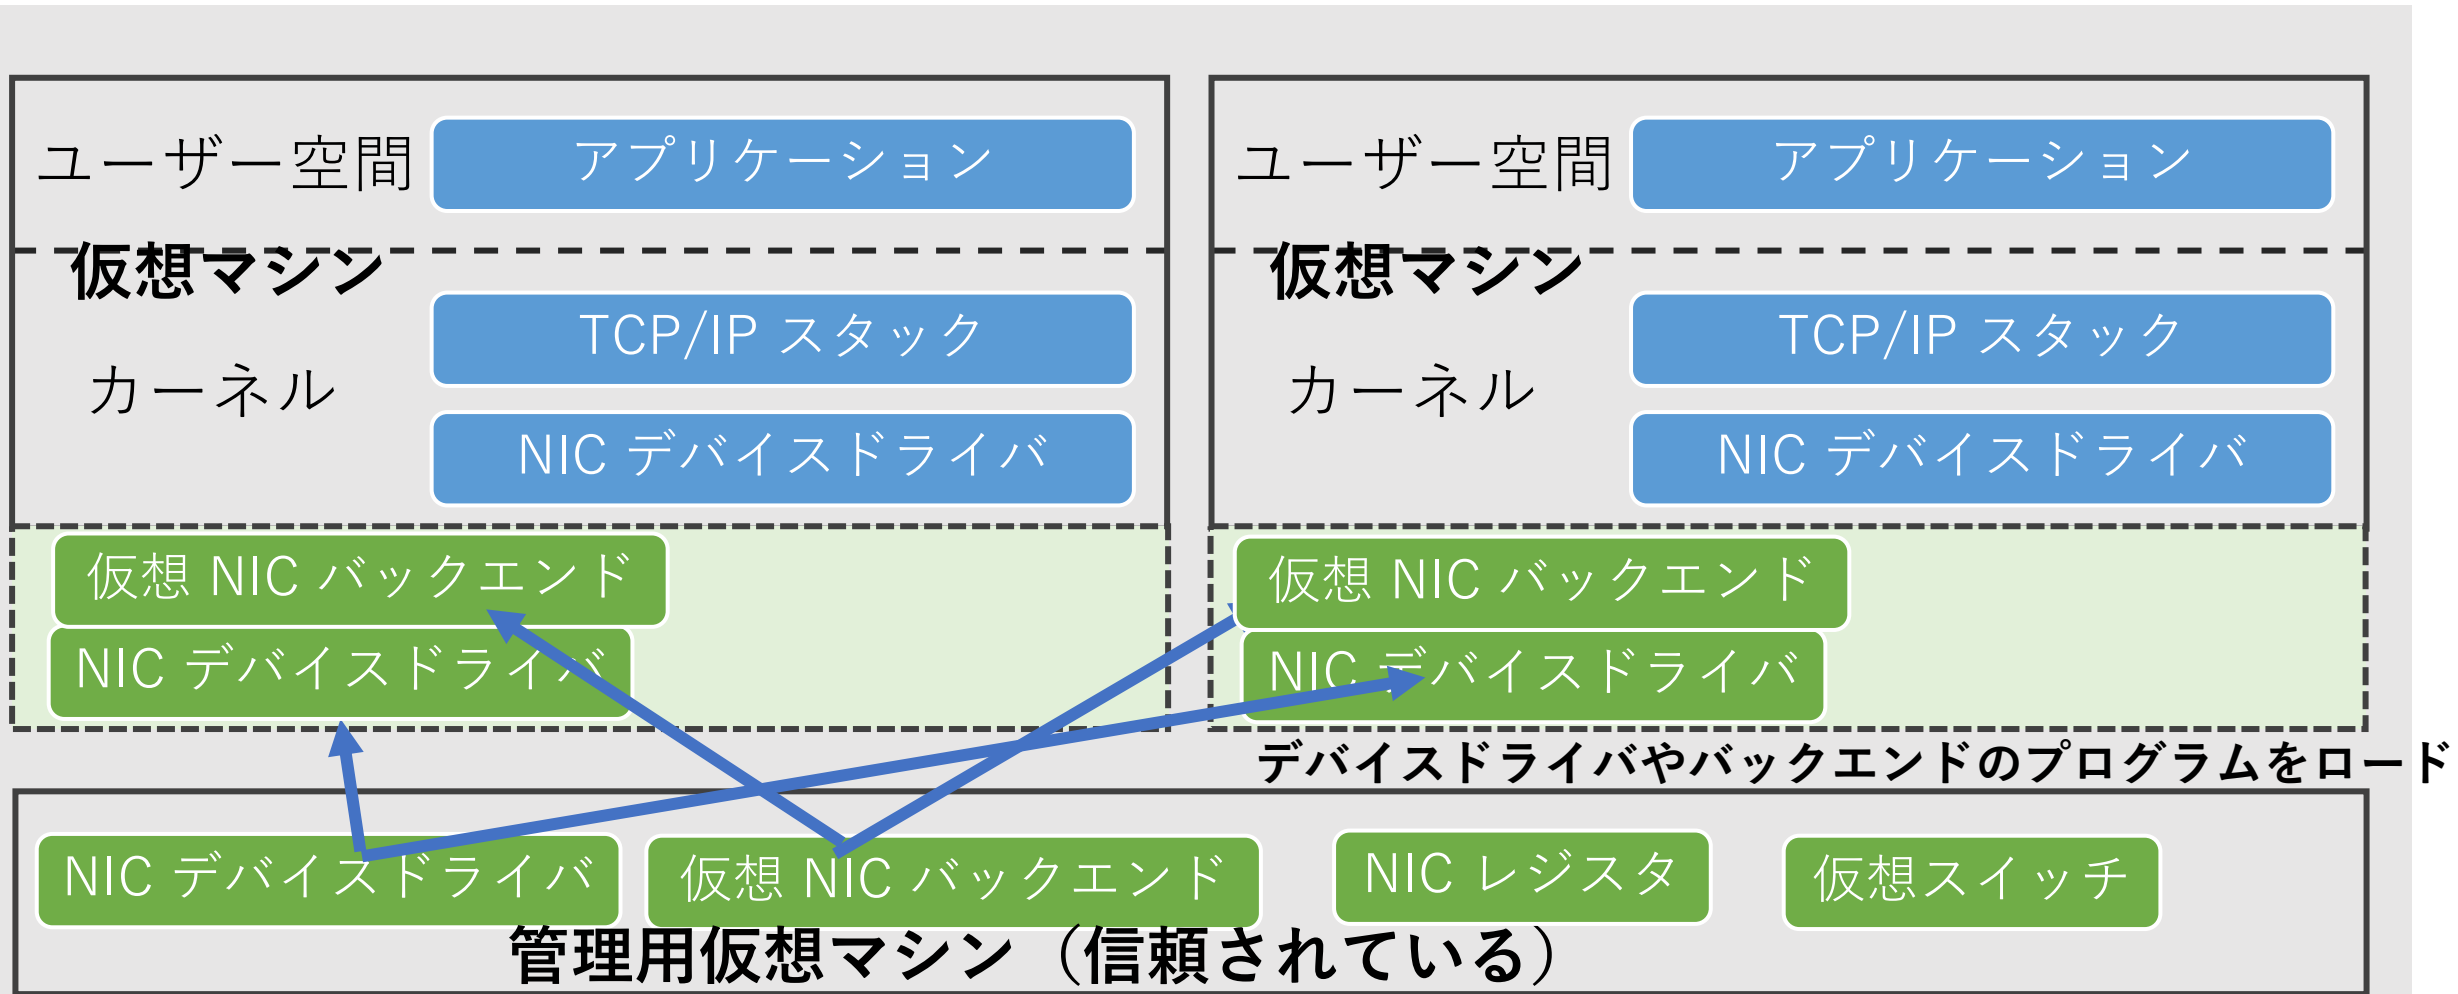 ユーザー空間
アプリケーション
仮想マシン
TCP/IP スタック
カーネル
NIC デバイスドライバ
仮想 NIC バックエンド
NIC デバイスドライバ
ユーザー空間
アプリケーション
仮想マシン
TCP/IP スタック
カーネル
NIC デバイスドライバ
仮想 NIC バックエンド
NIC デバイスドライバ
デバイスドライバやバックエンドのプログラムをロード
NIC デバイスドライバ
仮想 NIC バックエンド
NIC レジスタ
仮想スイッチ
管理用仮想マシン（信頼されている）